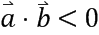 a⃗ · b⃗ < 0